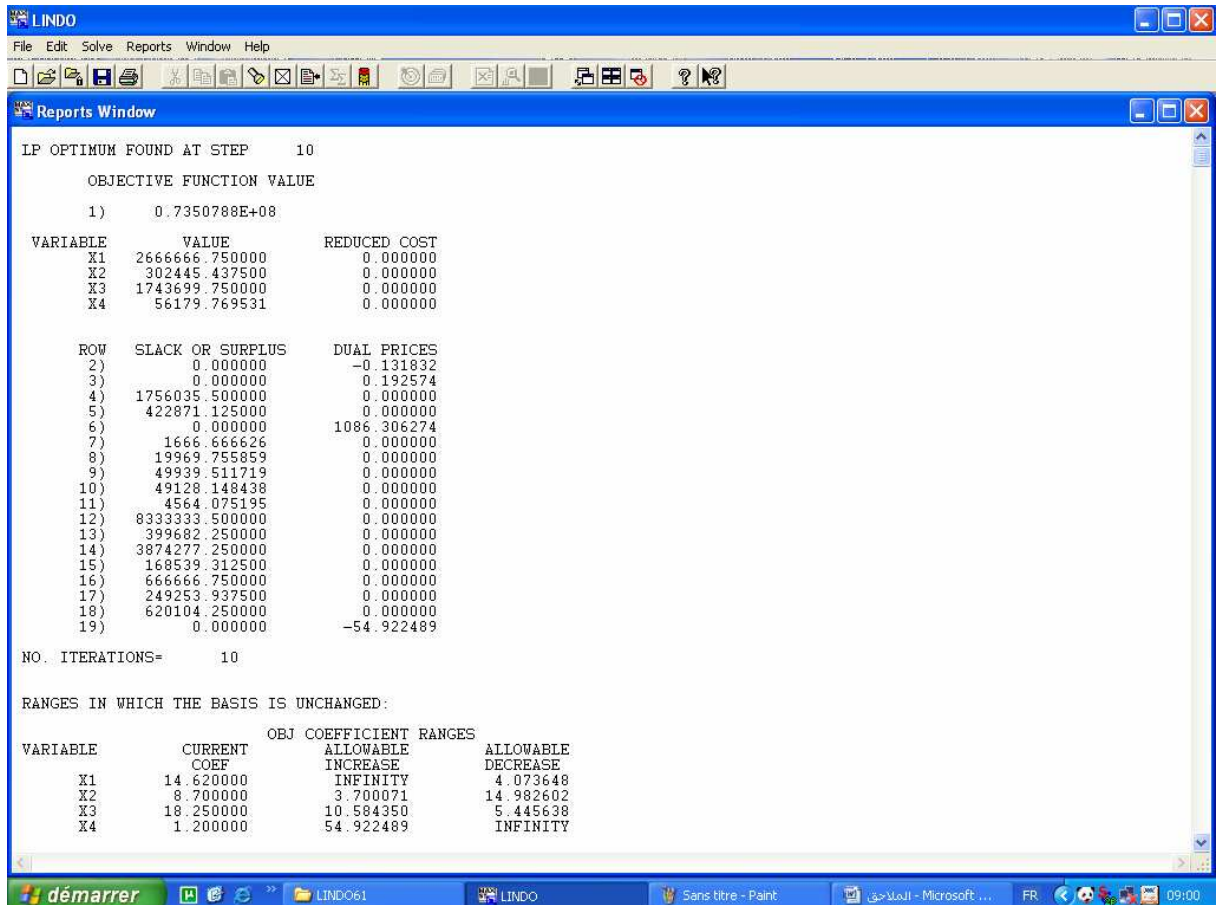 LINDO
File Edit Solve Reports Window Help
Reports Window
LP OPTIMUM FOUND AT STEP 10
OBJECTIVE FUNCTION VALUE
1) 0.7350788E+08
VARIABLE VALUE REDUCED COST
X1 2666666.750000 0.000000
X2 302445.437500 0.000000
X3 1743699.750000 0.000000
X4 56179.769531 0.000000
ROW SLACK OR SURPLUS DUAL PRICES
2) 0.000000 -0.131832
3) 0.000000 0.192574
4) 1756035.500000 0.000000
5) 422871.125000 0.000000
6) 0.000000 1086.306274
7) 1666.666626 0.000000
8) 19969.755859 0.000000
9) 49939.511719 0.000000
10) 49128.148438 0.000000
11) 4564.075195 0.000000
12) 8333333.500000 0.000000
13) 399682.250000 0.000000
14) 3874277.250000 0.000000
15) 168539.312500 0.000000
16) 666666.750000 0.000000
17) 249253.937500 0.000000
18) 620104.250000 0.000000
19) 0.000000 -54.922489
NO. ITERATIONS= 10
RANGES IN WHICH THE BASIS IS UNCHANGED:
OBJ COEFFICIENT RANGES
VARIABLE CURRENT ALLOWABLE ALLOWABLE
COEF INCREASE DECREASE
X1 14.620000 INFINITY 4.073648
X2 8.700000 3.700071 14.982602
X3 18.250000 10.584350 5.445638
X4 1.200000 54.922489 INFINITY
démarrer LINDO61 LINDO Sans titre - Paint الملاحق - Microsoft ... FR 09:00